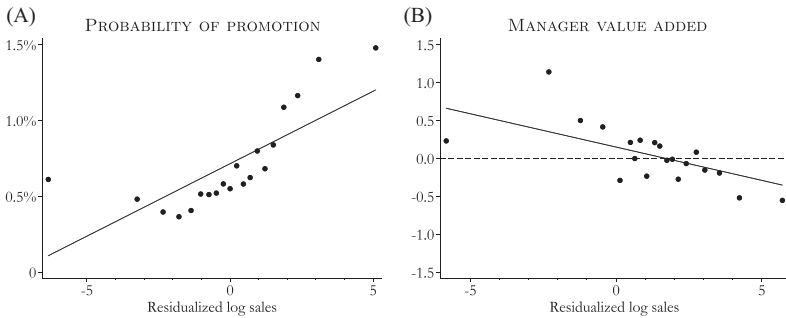 (A) PROBABILITY OF PROMOTION
1.5%
1.0%
0.5%
0
-5 0 5
Residualized log sales
(B) MANAGER VALUE ADDED
1.5
1.0
0.5
0.0
-0.5
-1.0
-1.5
-5 0 5
Residualized log sales